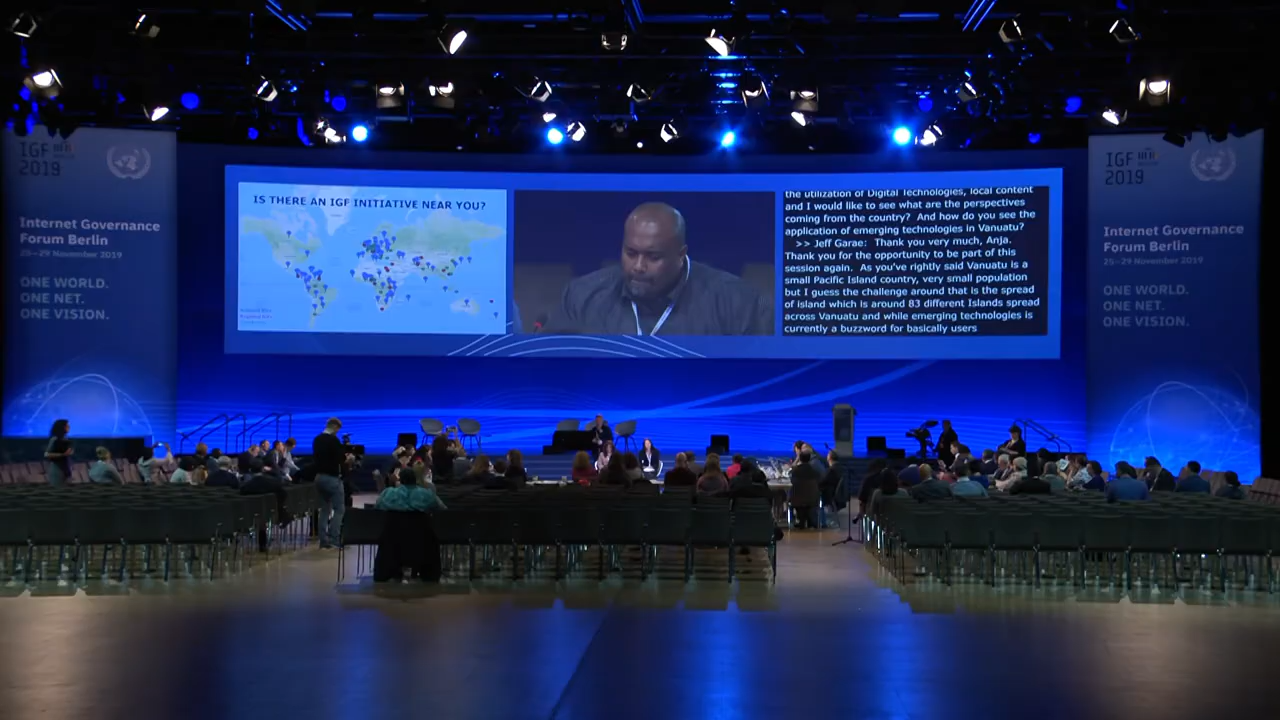 IGF
2019
Internet Governance
Forum Berlin
25–29 November 2019
ONE WORLD.
ONE NET.
ONE VISION.
IS THERE AN IGF INITIATIVE NEAR YOU?
the utilization of Digital Technologies, local content
and I would like to see what are the perspectives
coming from the country? And how do you see the
application of emerging technologies in Vanuatu?
>> Jeff Garae: Thank you very much, Anja.
Thank you for the opportunity to be part of this
session again. As you've rightly said Vanuatu is a
small Pacific Island country, very small population
but I guess the challenge around that is the spread
of island which is around 83 different Islands spread
across Vanuatu and while emerging technologies is
currently a buzzword for basically users
IGF
2019
Internet Governance
Forum Berlin
25–29 November 2019
ONE WORLD.
ONE NET.
ONE VISION.